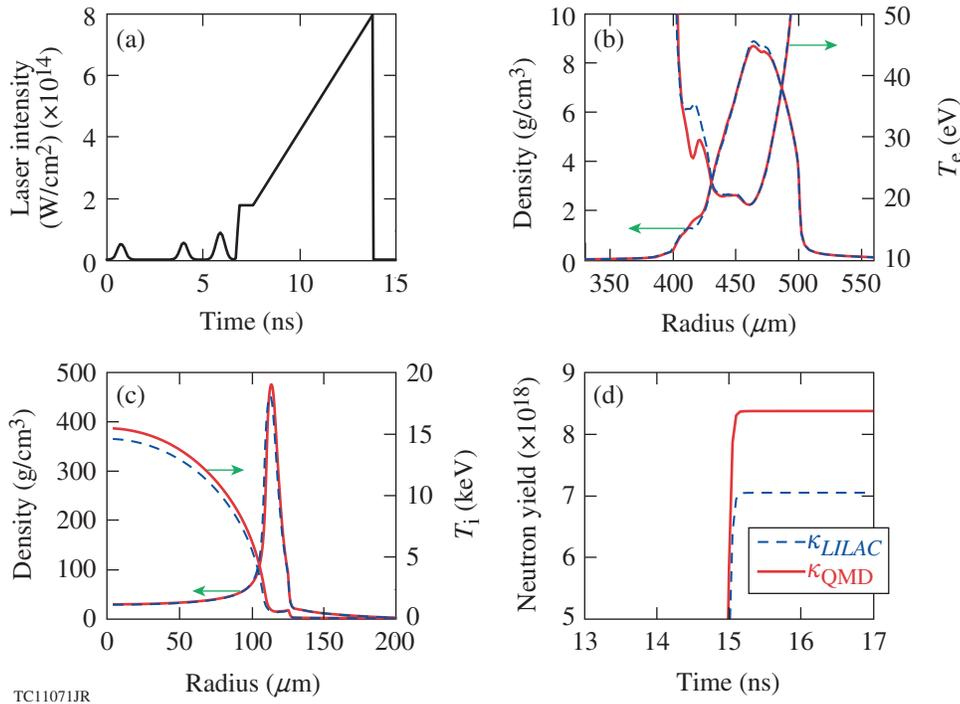 (a)
Laser intensity
(W/cm²) (×10¹⁴)
8
6
4
2
0
0 5 10 15
Time (ns)
(b)
Density (g/cm³)
10
8
6
4
2
0
50
40
30
20
10
Tₑ (eV)
350 400 450 500 550
Radius (μm)
(c)
Density (g/cm³)
500
400
300
200
100
0
20
15
10
5
0
Tᵢ (keV)
0 50 100 150 200
Radius (μm)
(d)
Neutron yield (×10¹⁸)
9
8
7
6
5
κLILAC
κQMD
13 14 15 16 17
Time (ns)
TC11071JR